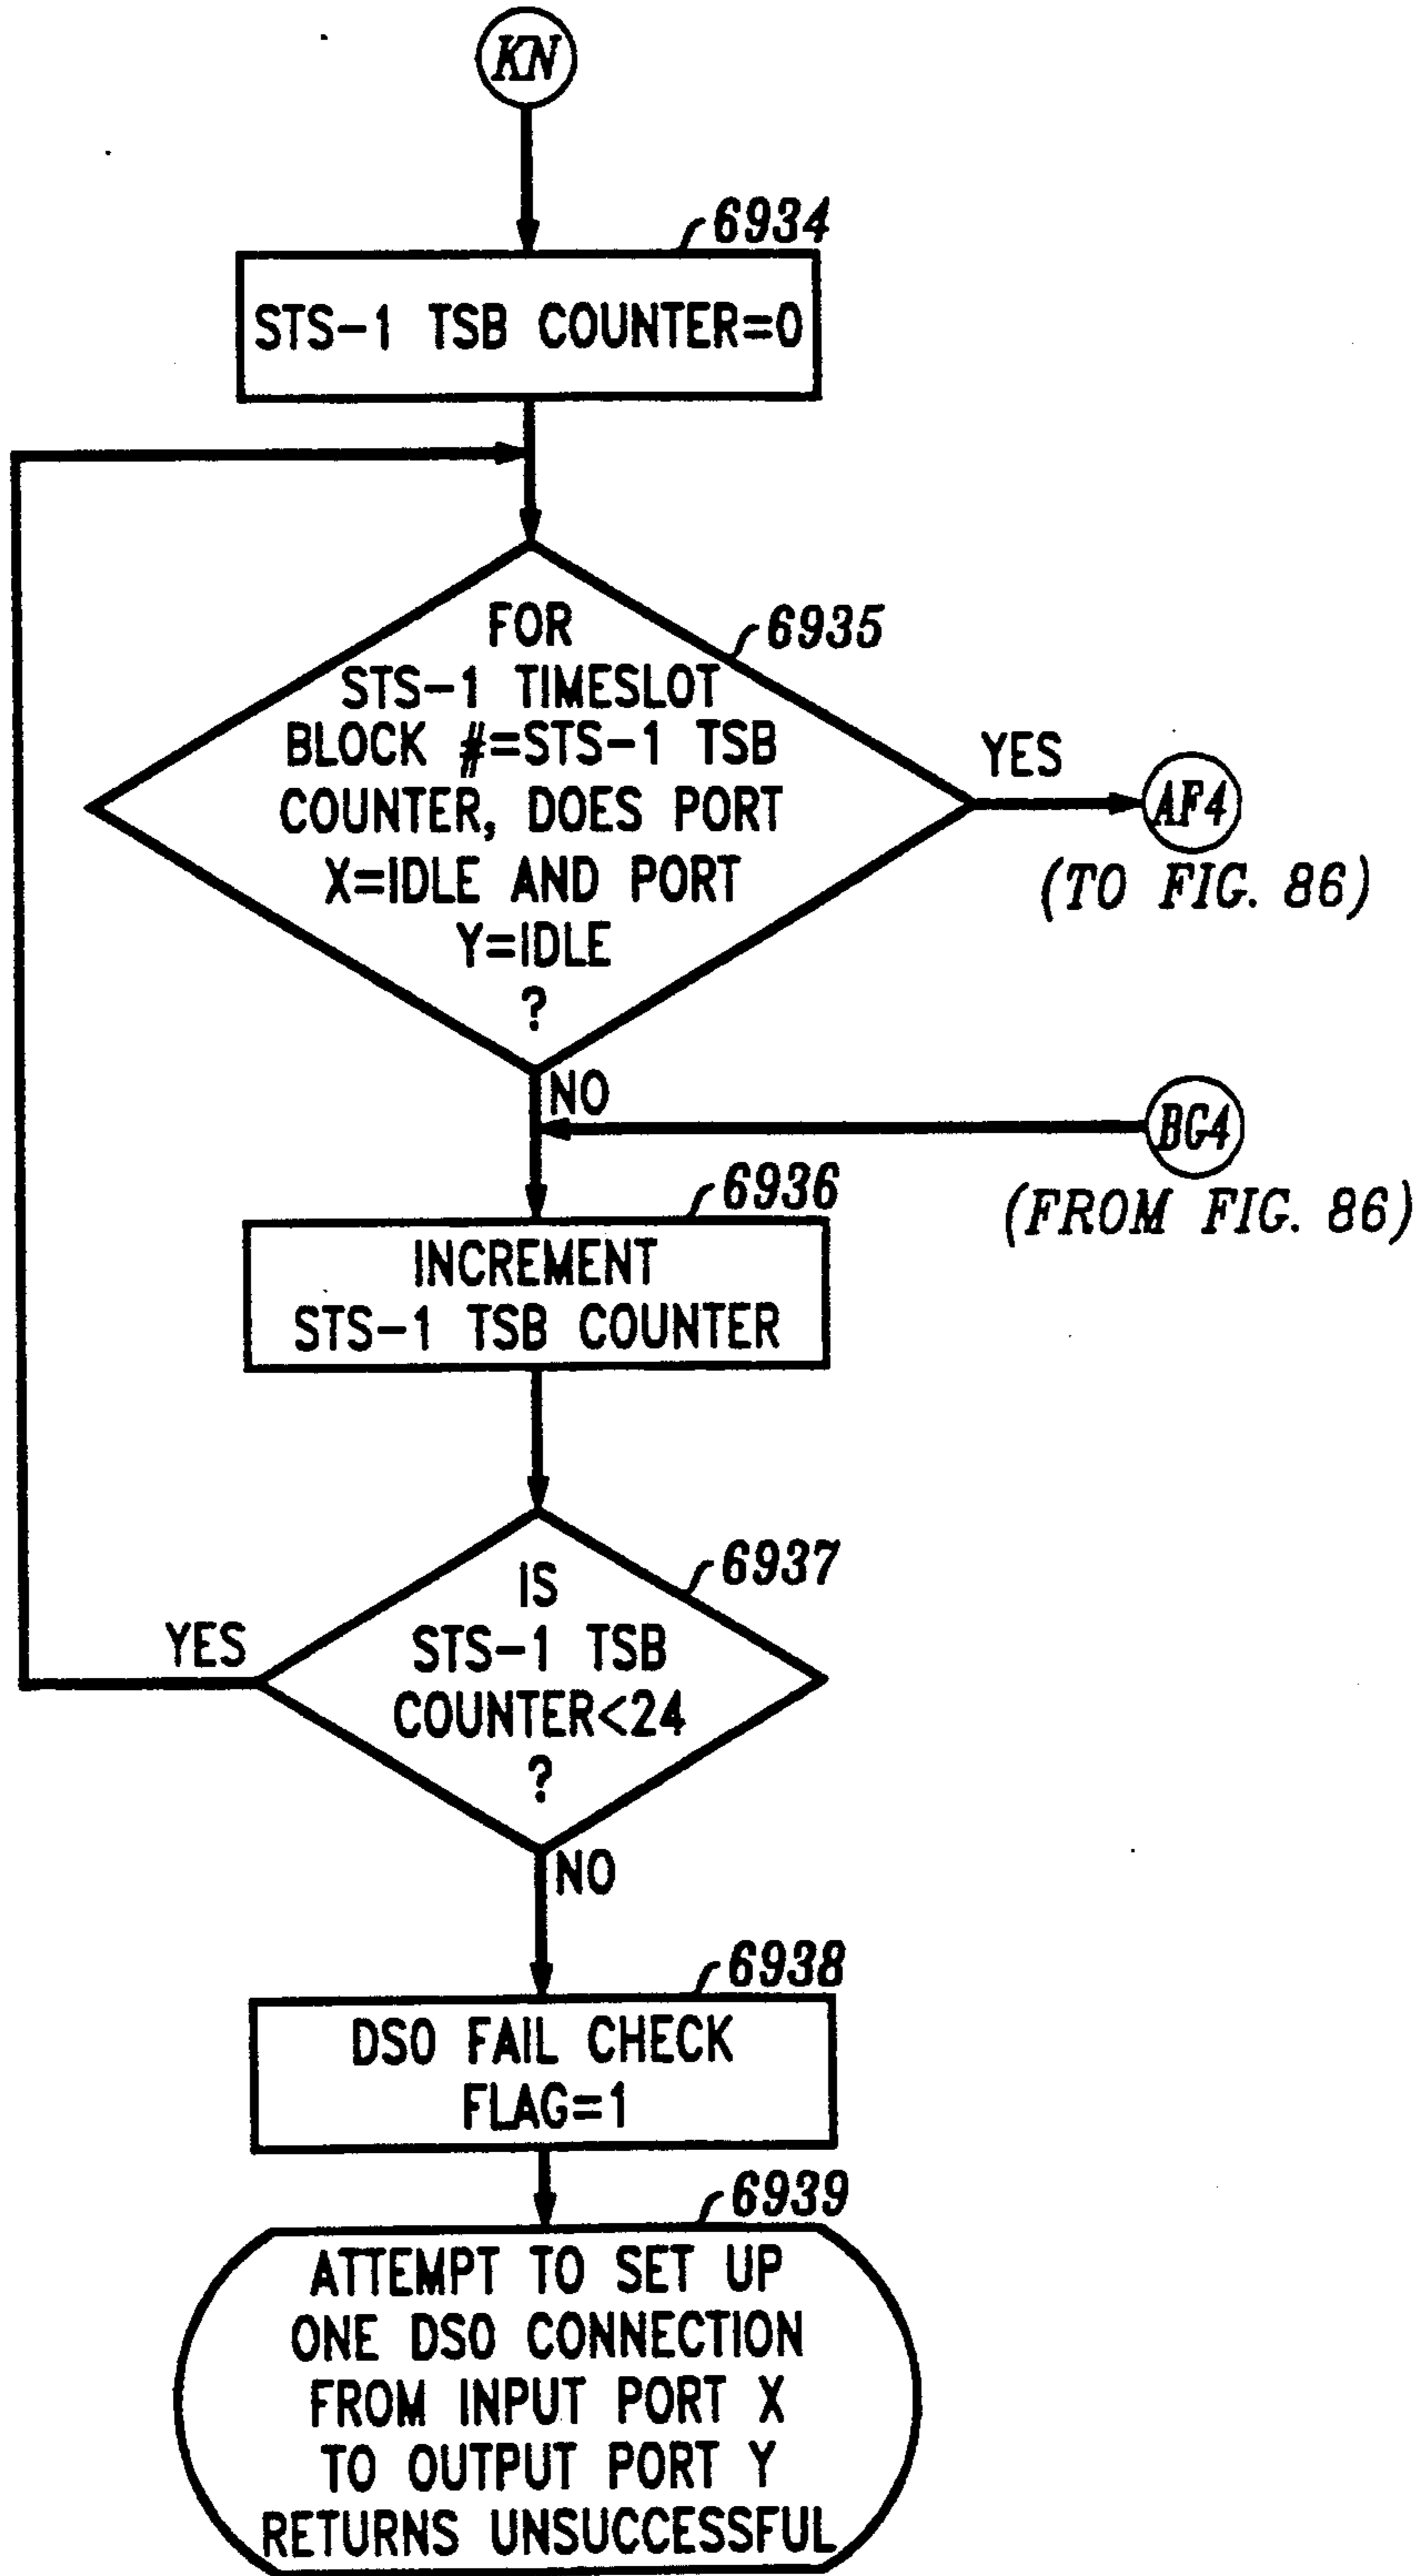 KN
6934
STS-1 TSB COUNTER=0
6935
FOR
STS-1 TIMESLOT
BLOCK #=STS-1 TSB
COUNTER, DOES PORT
X=IDLE AND PORT
Y=IDLE
?
YES
AF4
(TO FIG. 86)
NO
BG4
(FROM FIG. 86)
6936
INCREMENT
STS-1 TSB COUNTER
6937
IS
STS-1 TSB
COUNTER<24
?
YES
NO
6938
DS0 FAIL CHECK
FLAG=1
6939
ATTEMPT TO SET UP
ONE DS0 CONNECTION
FROM INPUT PORT X
TO OUTPUT PORT Y
RETURNS UNSUCCESSFUL